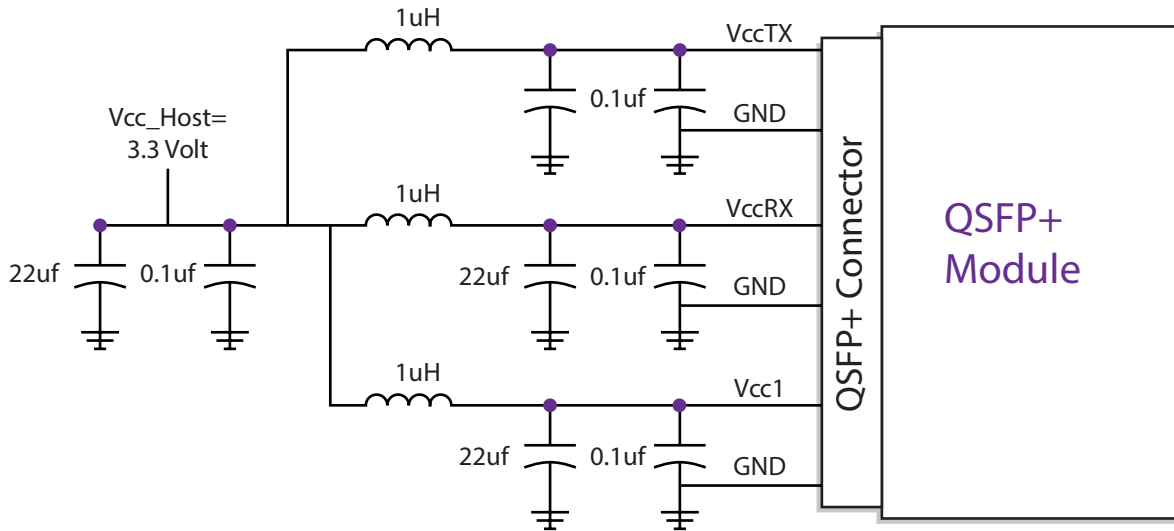 1uH
VccTX
0.1uf
GND
Vcc_Host=
3.3 Volt
1uH
VccRX
22uf
0.1uf
22uf
0.1uf
GND
1uH
Vcc1
22uf
0.1uf
GND
QSFP+ Connector
QSFP+
Module